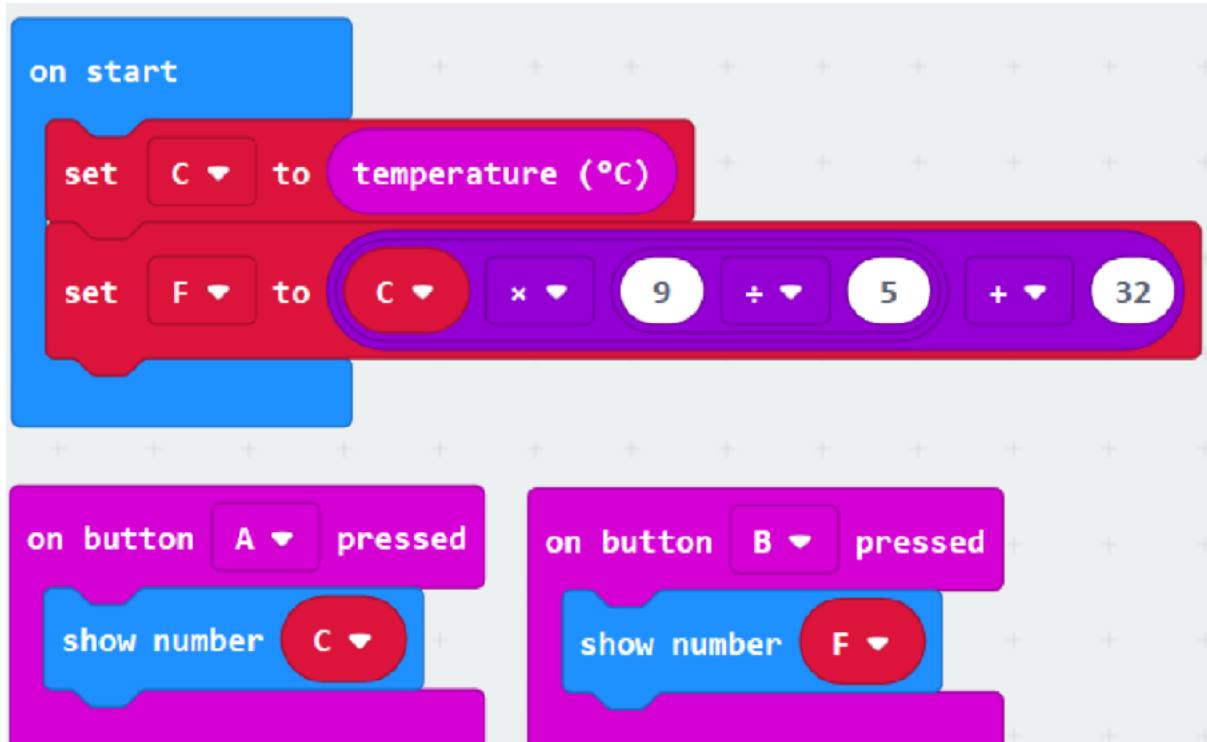 on start
set C to temperature (°C)
set F to C × 9 ÷ 5 + 32
on button A pressed
show number C
on button B pressed
show number F